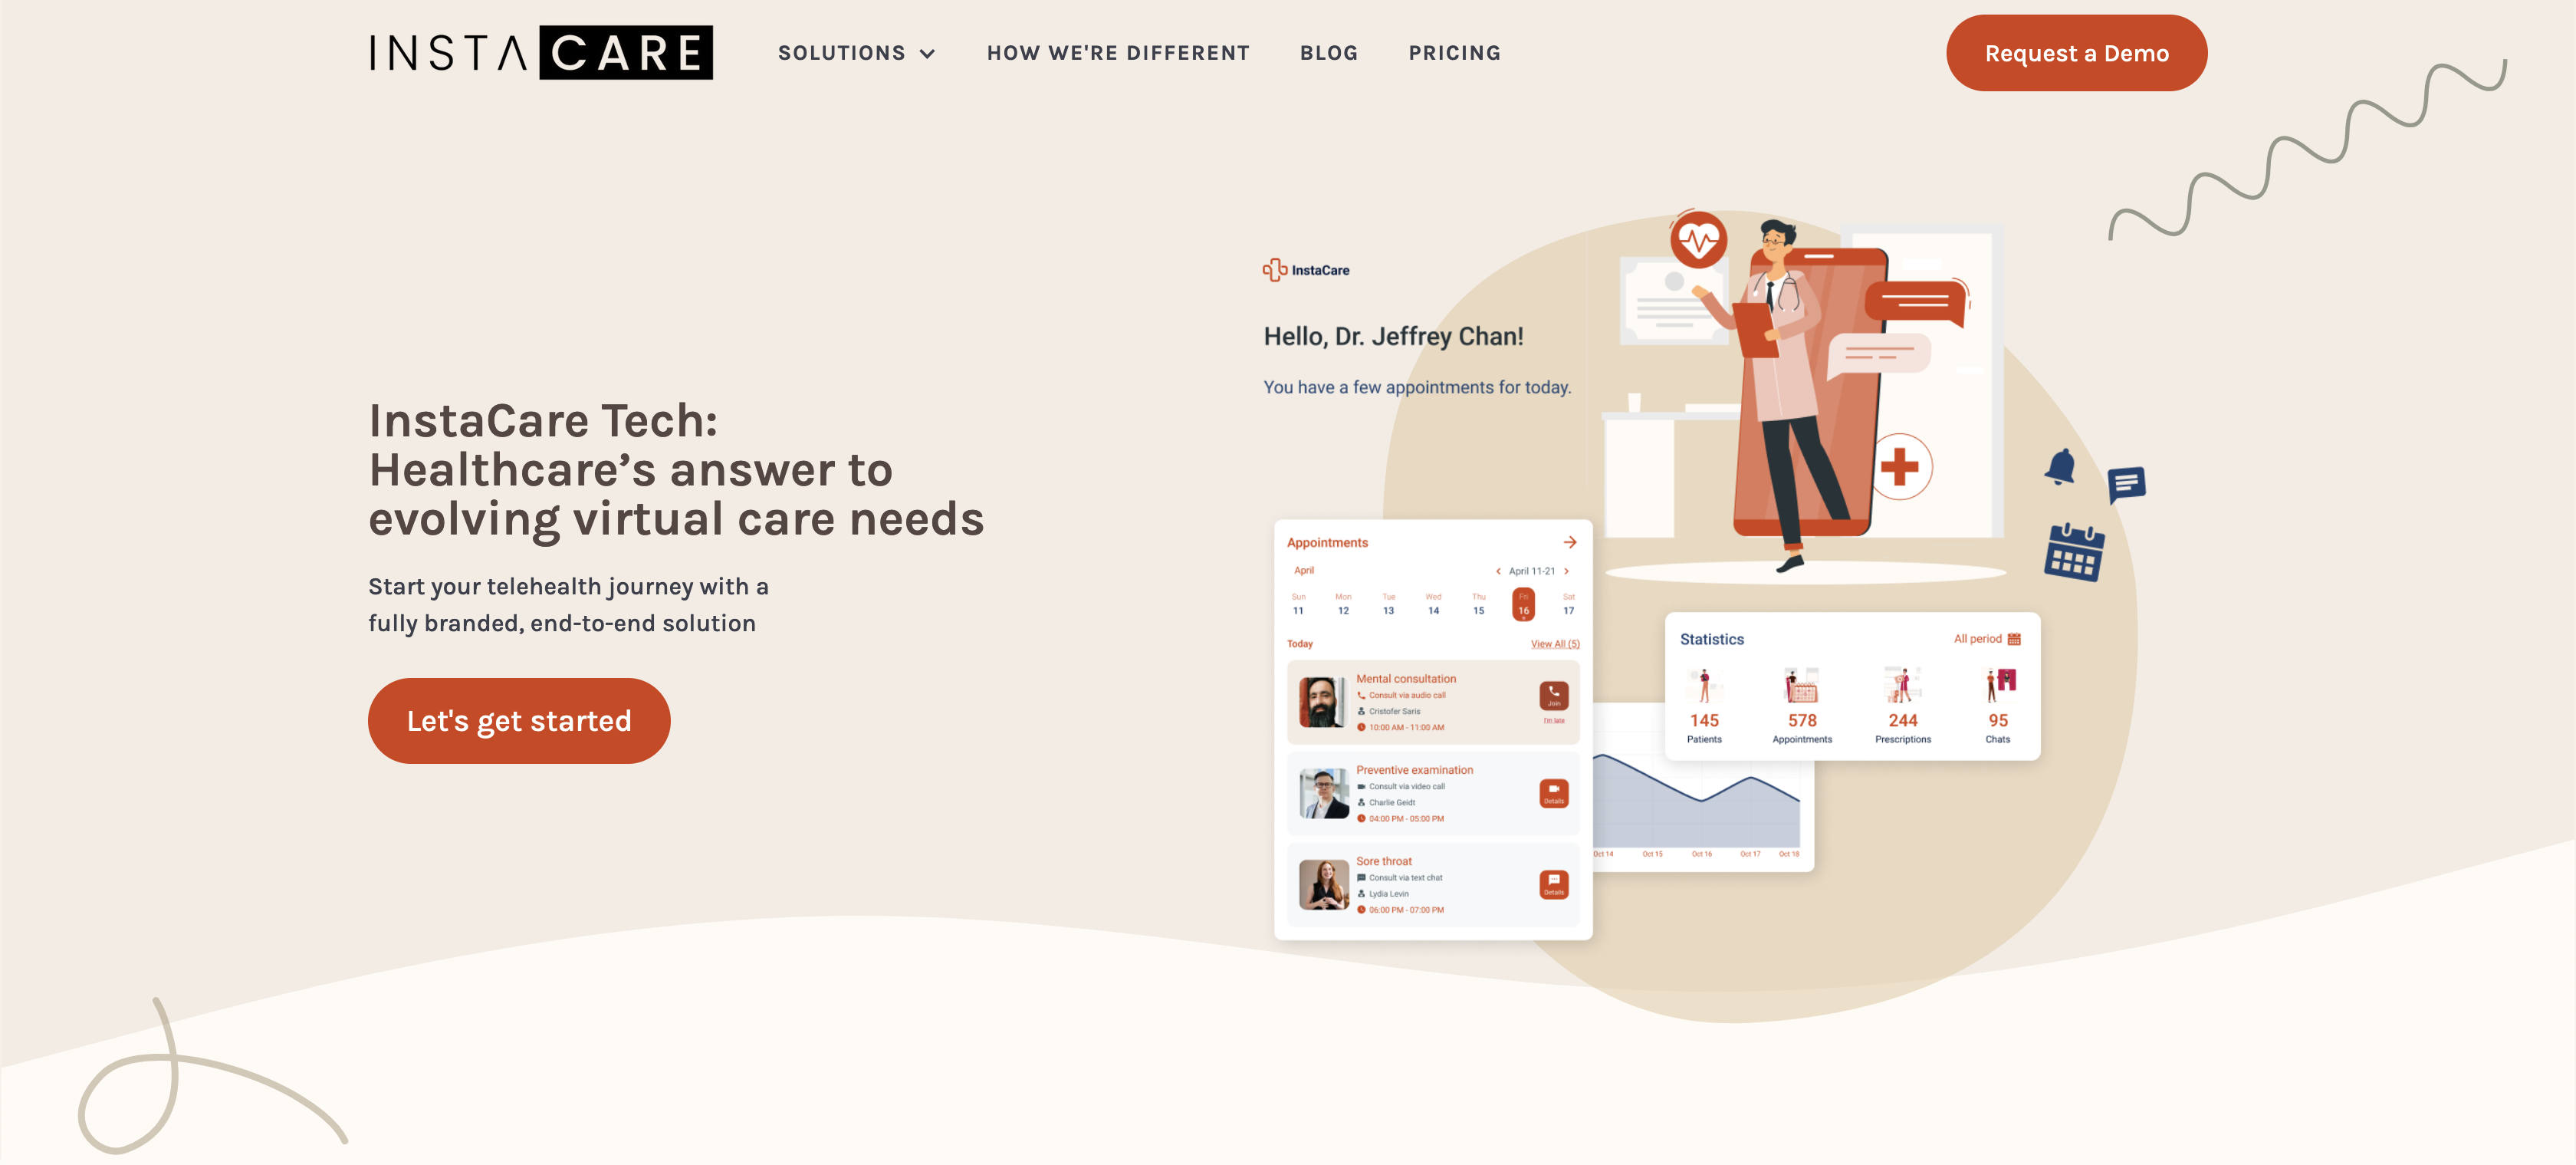 INSTA CARE
SOLUTIONS
HOW WE'RE DIFFERENT
BLOG
PRICING
Request a Demo
InstaCare Tech:
Healthcare’s answer to
evolving virtual care needs
Start your telehealth journey with a
fully branded, end-to-end solution
Let's get started
InstaCare
Hello, Dr. Jeffrey Chan!
You have a few appointments for today.
Appointments
April
April 11-21
Sun Mon Tue Wed Thu Fri Sat
11 12 13 14 15 16 17
Today
View All (5)
Mental consultation
Consult via audio call
Cristofer Saris
10:00 AM - 11:00 AM
Join
I'm late
Preventive examination
Consult via video call
Charlie Geidt
04:00 PM - 05:00 PM
Details
Sore throat
Consult via text chat
Lydia Levin
06:00 PM - 07:00 PM
Details
Statistics
All period
145 578 244 95
Patients Appointments Prescriptions Chats
Oct 14 Oct 15 Oct 16 Oct 17 Oct 18